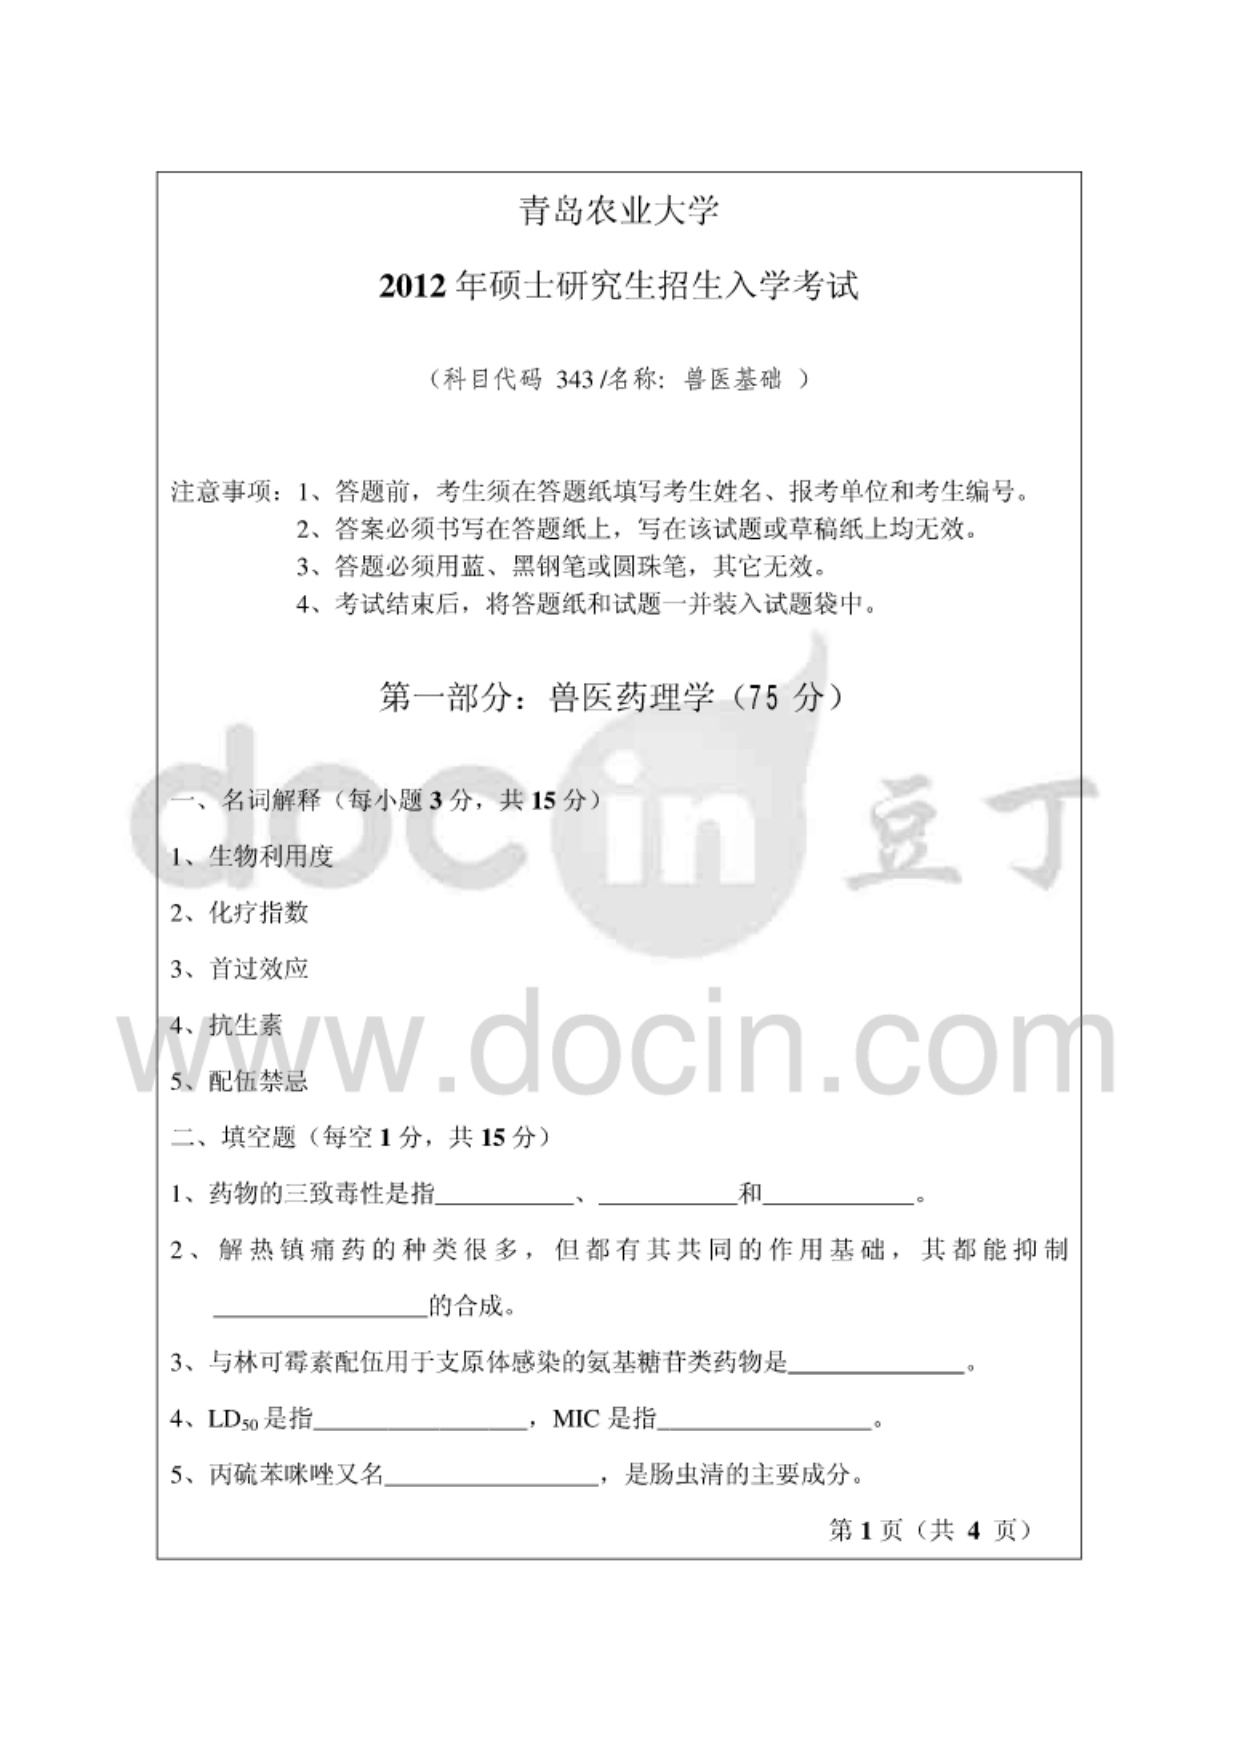 青岛农业大学
2012 年硕士研究生招生入学考试
（科目代码 343 /名称: 兽医基础 ）
注意事项：1、答题前，考生须在答题纸填写考生姓名、报考单位和考生编号。
2、答案必须书写在答题纸上，写在该试题或草稿纸上均无效。
3、答题必须用蓝、黑钢笔或圆珠笔，其它无效。
4、考试结束后，将答题纸和试题一并装入试题袋中。
第一部分：兽医药理学（75 分）
docin 豆丁
一、名词解释（每小题 3 分，共 15 分）
1、生物利用度
2、化疗指数
3、首过效应
4、抗生素
www.docin.com
5、配伍禁忌
二、填空题（每空 1 分，共 15 分）
1、药物的三致毒性是指___________、___________和____________。
2、解热镇痛药的种类很多，但都有其共同的作用基础，其都能抑制
_________________的合成。
3、与林可霉素配伍用于支原体感染的氨基糖苷类药物是______________。
4、LD50 是指_________________，MIC 是指_________________。
5、丙硫苯咪唑又名_________________，是肠虫清的主要成分。
第 1 页（共 4 页）